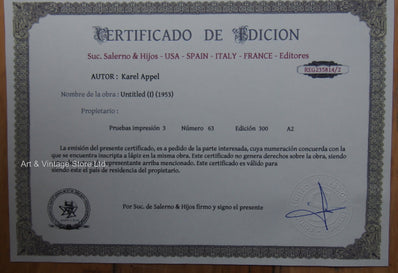 Certificado de Edicion
Suc. Salerno & Hijos - USA - SPAIN - ITALY - FRANCE - Editores
REG235814/2
AUTOR : Karel Appel
Nombre de la obra : Untitled (I) (1953)
Propietario :
Pruebas impresión 3 Número 63 Edición 300 A2
La emisión del presente certificado, es a pedido de la parte interesada, cuya numeración concuerda con la
que se encuentra inscripta a lápiz en la misma obra. Este certificado no genera derechos sobre la obra, siendo
representante arriba mencionado. Este certificado es válido para
siendo este el país de residencia del propietario.
Art & Vintage Store Ltd.
Por Suc. de Salerno & Hijos firmo y signo el presente